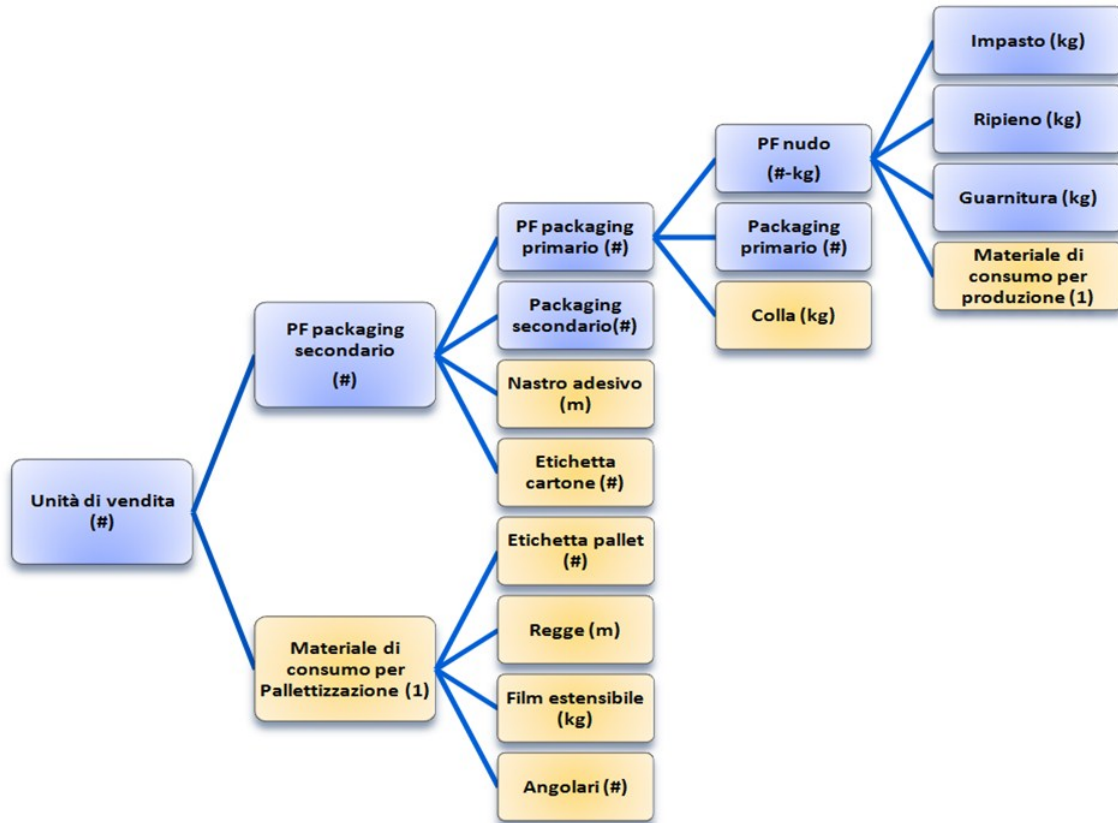 Impasto (kg)
Ripieno (kg)
Guarnitura (kg)
Materiale di
consumo per
produzione (1)
PF nudo
(#-kg)
Packaging
primario (#)
Colla (kg)
PF packaging
primario (#)
Packaging
secondario(#)
Nastro adesivo
(m)
Etichetta
cartone (#)
Etichetta pallet
(#)
Regge (m)
Film estensibile
(kg)
Angolari (#)
PF packaging
secondario
(#)
Materiale di
consumo per
Pallettizzazione (1)
Unità di vendita
(#)